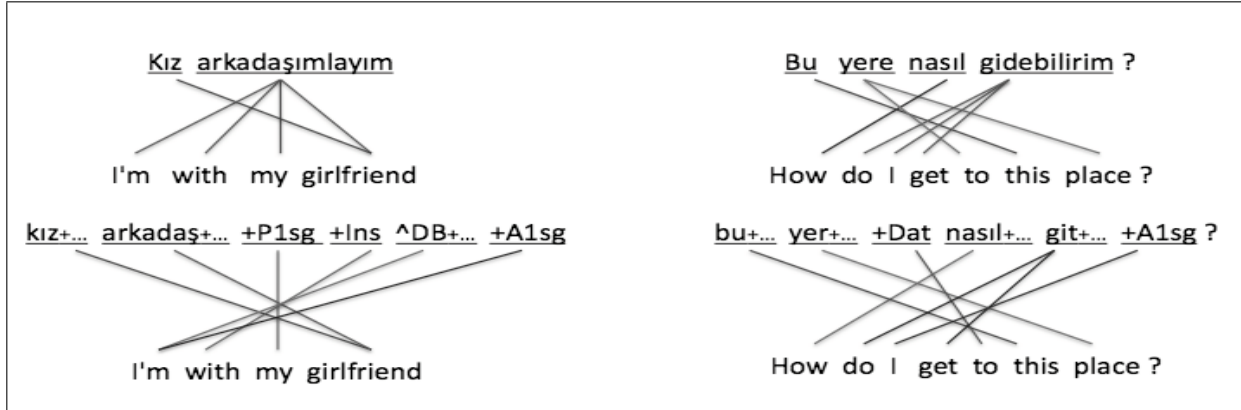 Kız arkadaşımlayım
I'm with my girlfriend
kız+... arkadaş+... +P1sg +Ins ^DB+... +A1sg
I'm with my girlfriend
Bu yere nasıl gidebilirim ?
How do I get to this place ?
bu+... yer+... +Dat nasıl+... git+... +A1sg ?
How do I get to this place ?